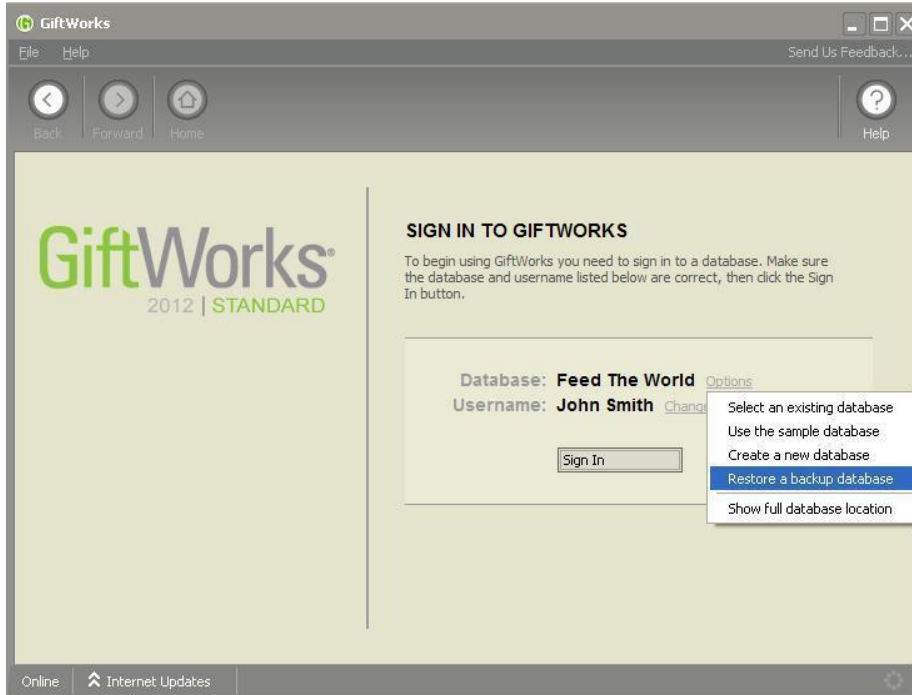 GiftWorks
File Help
Send Us Feedback...
Back Forward Home
Help
GiftWorks®
2012 | STANDARD
SIGN IN TO GIFTWORKS
To begin using GiftWorks you need to sign in to a database. Make sure
the database and username listed below are correct, then click the Sign
In button.
Database: Feed The World Options
Username: John Smith Chang
Sign In
Select an existing database
Use the sample database
Create a new database
Restore a backup database
Show full database location
Online Internet Updates